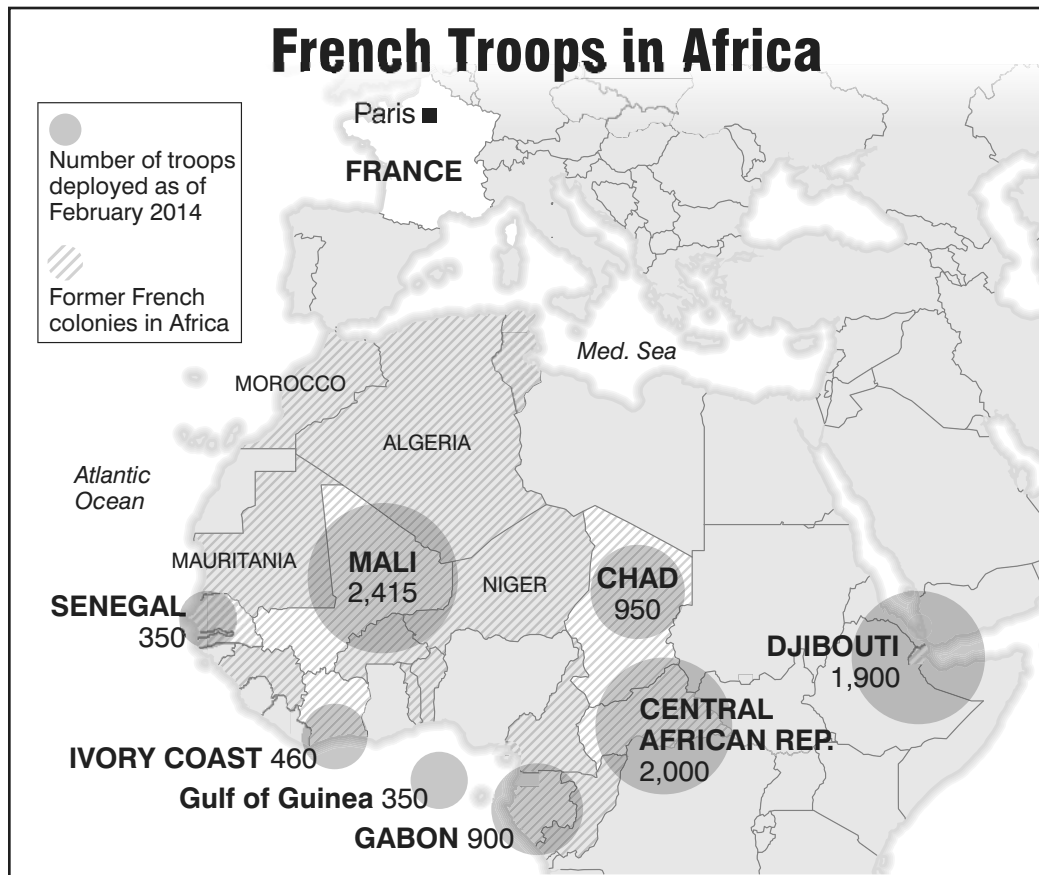 French Troops in Africa
Number of troops
deployed as of
February 2014
Former French
colonies in Africa
Paris
FRANCE
Med. Sea
MOROCCO
ALGERIA
Atlantic
Ocean
MAURITANIA
MALI
2,415
NIGER
CHAD
950
SENEGAL
350
DJIBOUTI
1,900
CENTRAL
AFRICAN REP.
2,000
IVORY COAST 460
Gulf of Guinea 350
GABON 900